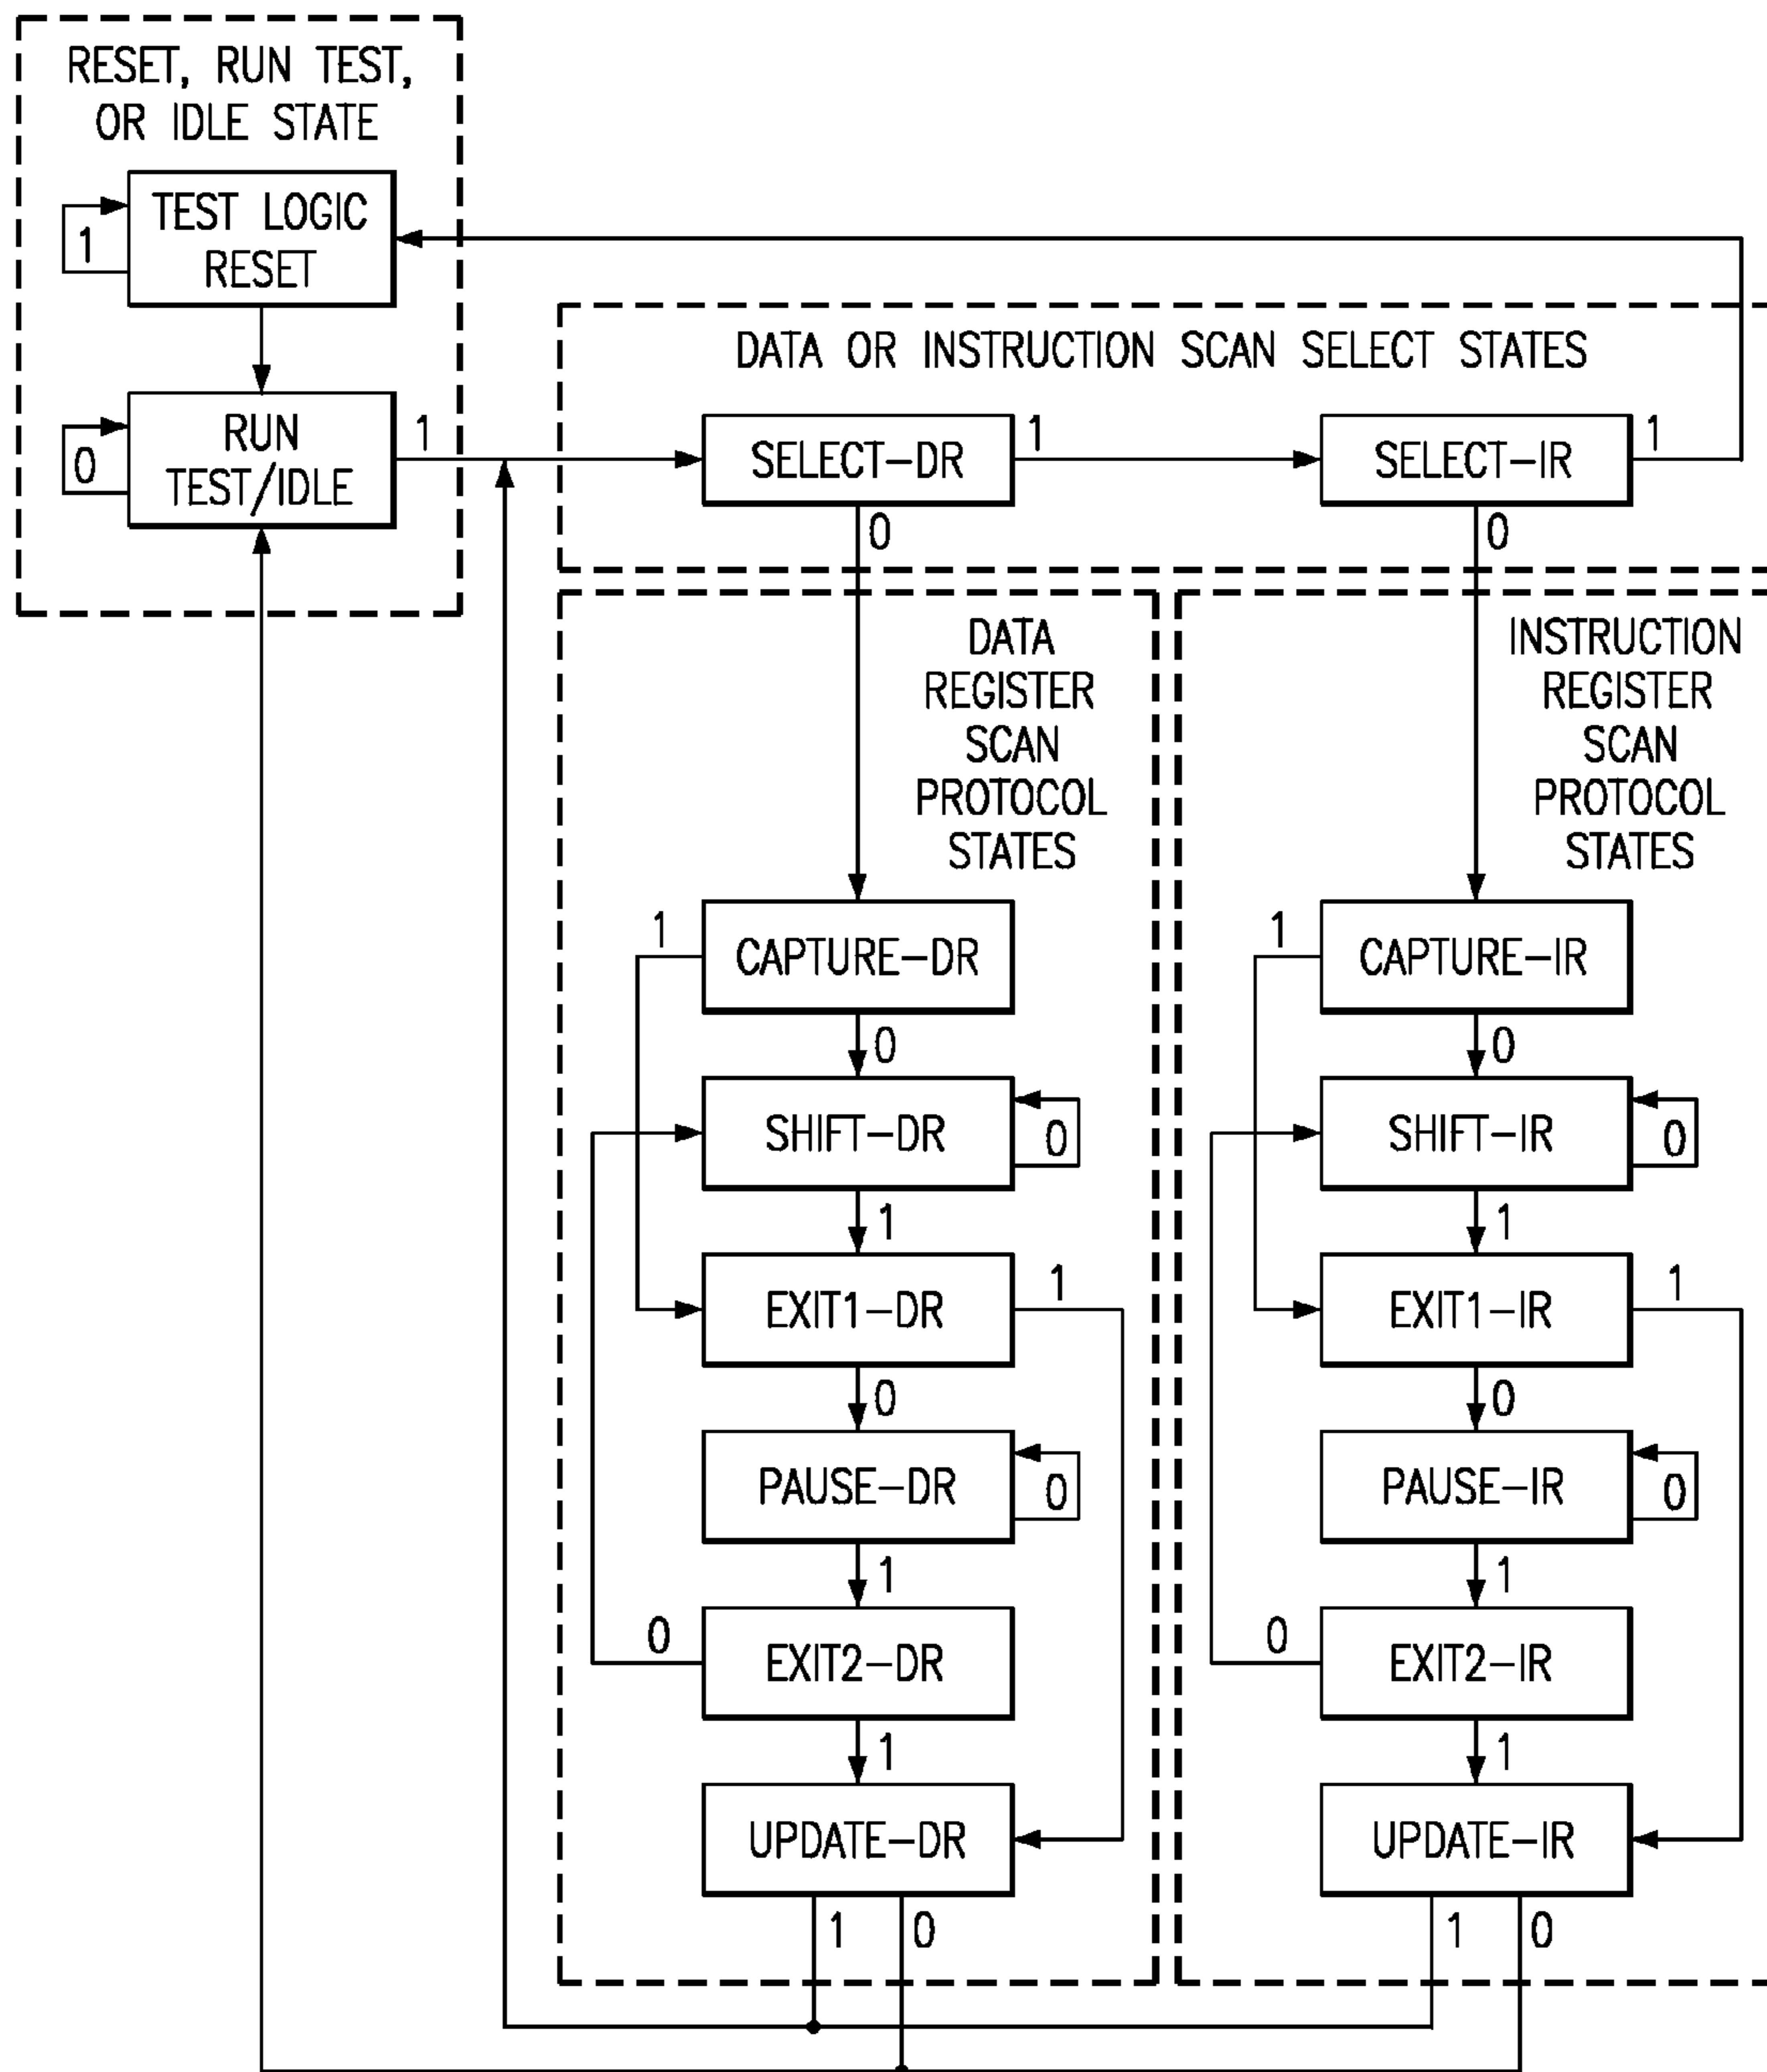 RESET, RUN TEST,
OR IDLE STATE
TEST LOGIC
RESET
1
RUN
TEST/IDLE
0
1
DATA OR INSTRUCTION SCAN SELECT STATES
SELECT-DR
1
0
SELECT-IR
1
0
DATA
REGISTER
SCAN
PROTOCOL
STATES
CAPTURE-DR
1
0
SHIFT-DR
0
1
EXIT1-DR
1
0
PAUSE-DR
0
1
EXIT2-DR
0
1
UPDATE-DR
1
0
INSTRUCTION
REGISTER
SCAN
PROTOCOL
STATES
CAPTURE-IR
1
0
SHIFT-IR
0
1
EXIT1-IR
1
0
PAUSE-IR
0
1
EXIT2-IR
0
1
UPDATE-IR
1
0